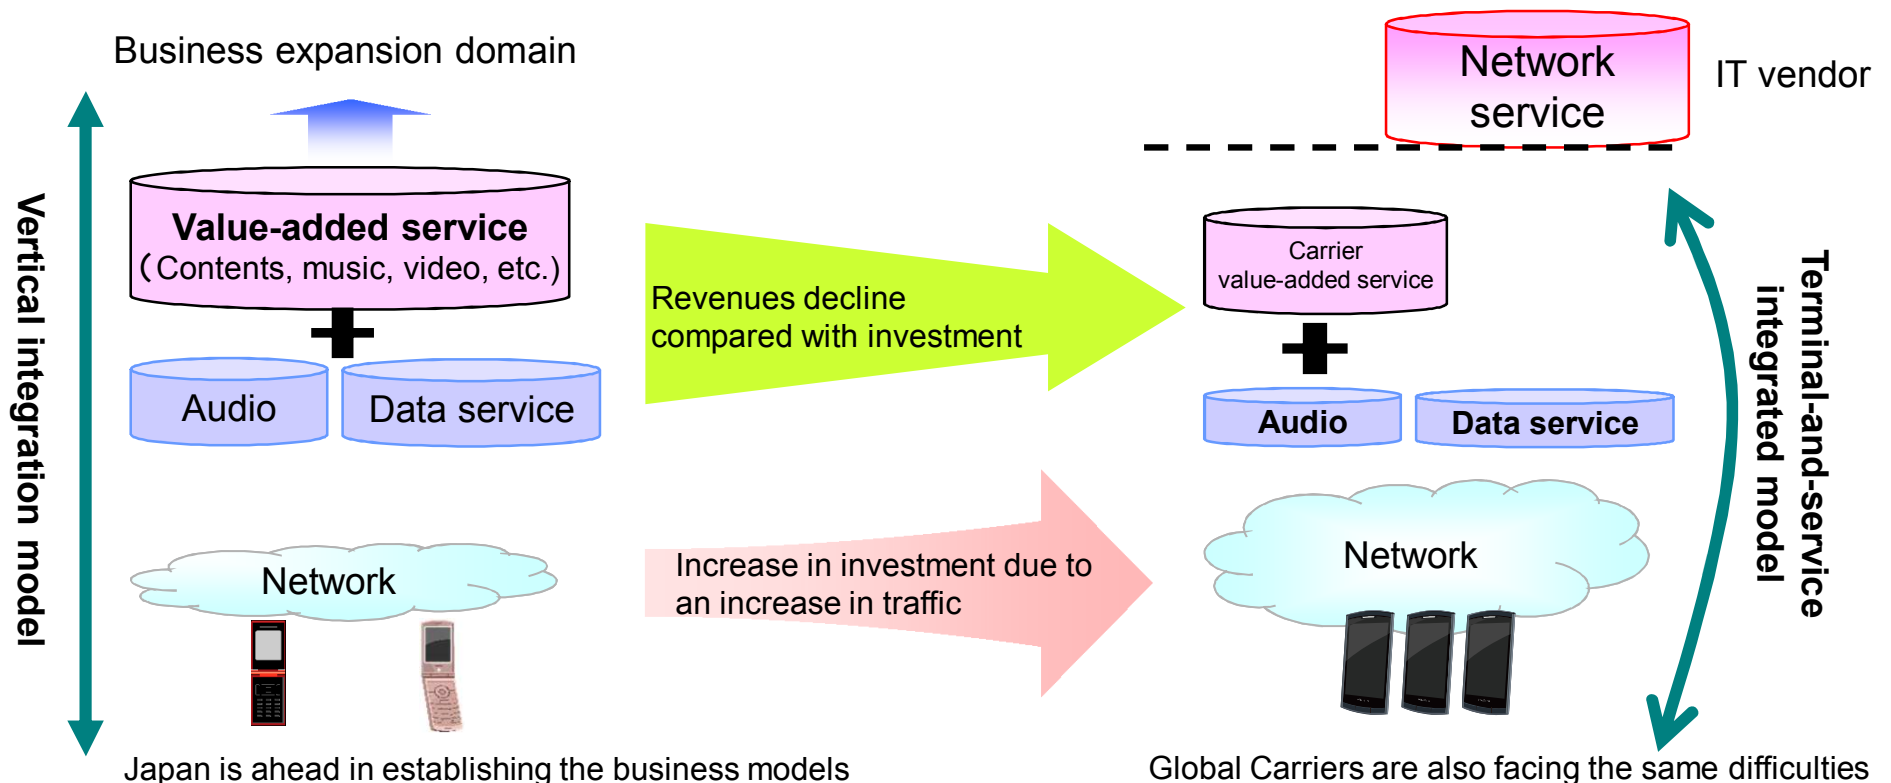 Business expansion domain
Vertical integration model
Value-added service
(Contents, music, video, etc.)
Audio
Data service
Network
Japan is ahead in establishing the business models
Revenues decline
compared with investment
Increase in investment due to
an increase in traffic
Network
service
IT vendor
Carrier
value-added service
Audio
Data service
Network
Terminal-and-service
integrated model
Global Carriers are also facing the same difficulties